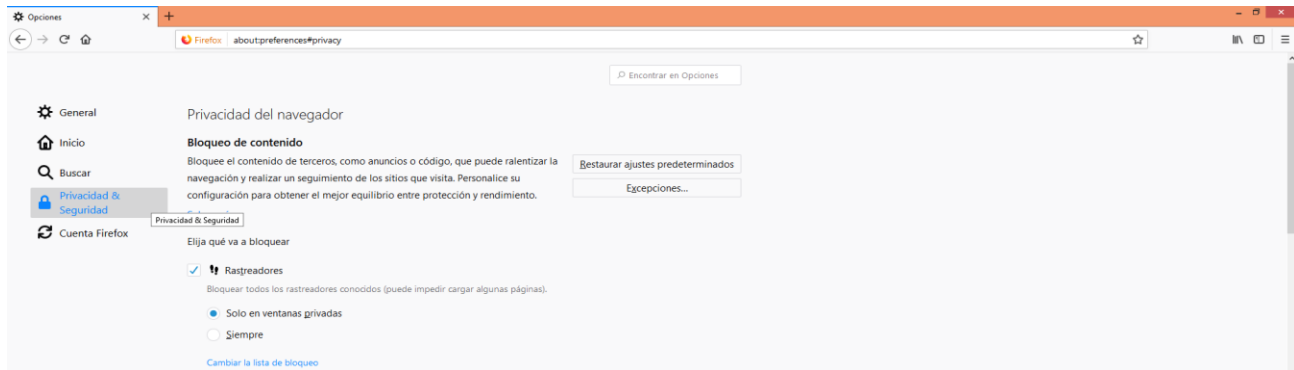 Opciones
Firefox about:preferences#privacy
Encontrar en Opciones
General
Inicio
Buscar
Privacidad &
Seguridad
Privacidad & Seguridad
Cuenta Firefox
Privacidad del navegador
Bloqueo de contenido
Bloquee el contenido de terceros, como anuncios o código, que puede ralentizar la
navegación y realizar un seguimiento de los sitios que visita. Personalice su
configuración para obtener el mejor equilibrio entre protección y rendimiento.
Restaurar ajustes predeterminados
Excepciones...
Elija qué va a bloquear
Rastreadores
Bloquear todos los rastreadores conocidos (puede impedir cargar algunas páginas).
Solo en ventanas privadas
Siempre
Cambiar la lista de bloqueo